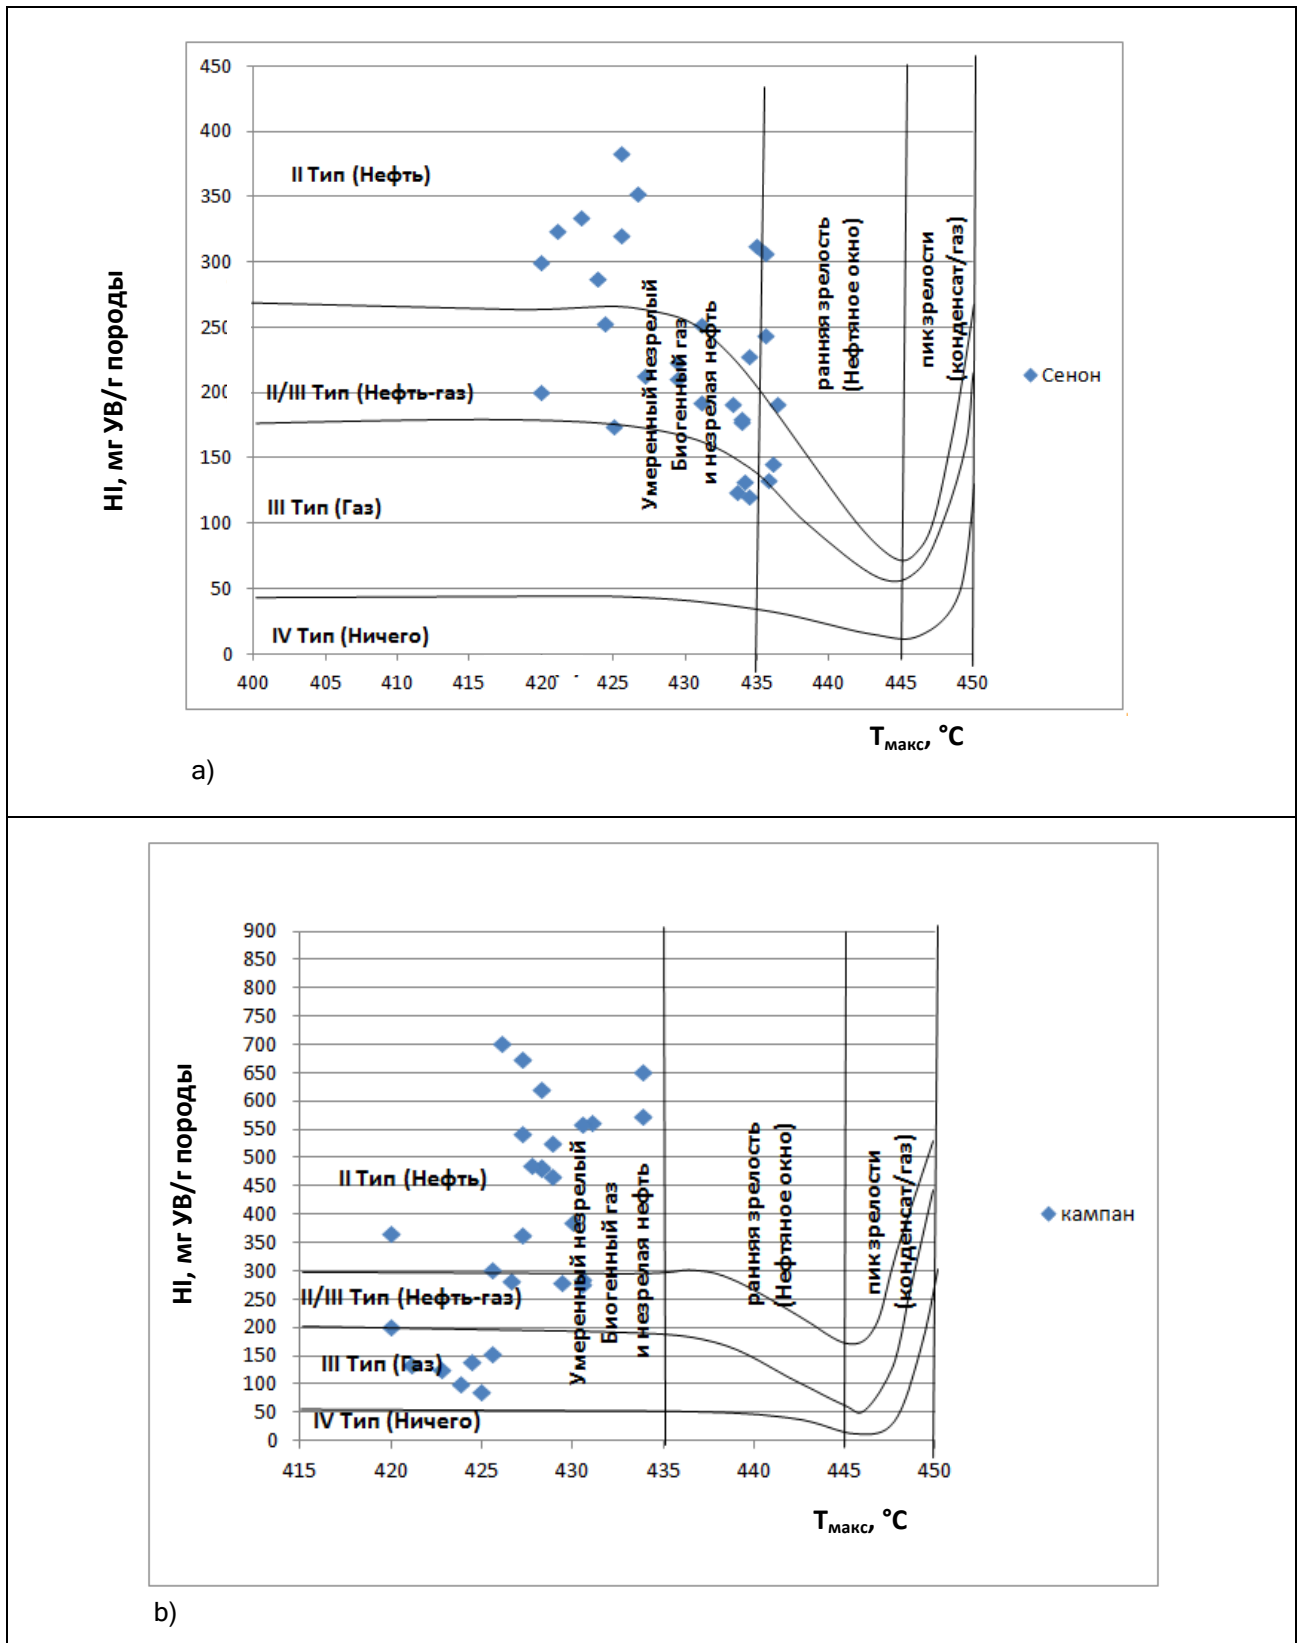 450
400
II Тип (Нефть)
350
300
250
II/III Тип (Нефть-газ)
200
150
III Тип (Газ)
100
50
IV Тип (Ничего)
0
400 405 410 415 420 425 430 435 440 445 450
HI, мг УВ/г породы
Умеренный незрелый
Биогенный газ
и незрелая нефть
ранняя зрелость
(Нефтяное окно)
пик зрелости
(конденсат/газ)
Сенон
Tмакс, °C
a)
900
850
800
750
700
650
600
550
500
II Тип (Нефть)
450
400
350
300
II/III Тип (Нефть-газ)
250
200
150
III Тип (Газ)
100
50
IV Тип (Ничего)
0
415 420 425 430 435 440 445 450
HI, мг УВ/г породы
Умеренный незрелый
Биогенный газ
и незрелая нефть
ранняя зрелость
(Нефтяное окно)
пик зрелости
(конденсат/газ)
кампан
Tмакс, °C
b)